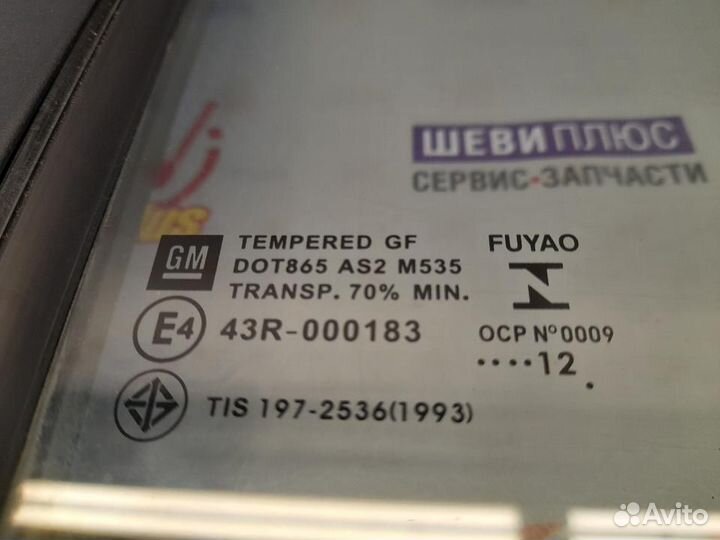 ШЕВИ ПЛЮС
СЕРВИС·ЗАПЧАСТИ
GM
TEMPERED GF
DOT865 AS2 M535
TRANSP. 70% MIN.
FUYAO
E4
43R-000183
OCP Nº0009
····12
.
TIS 197-2536(1993)
Avito